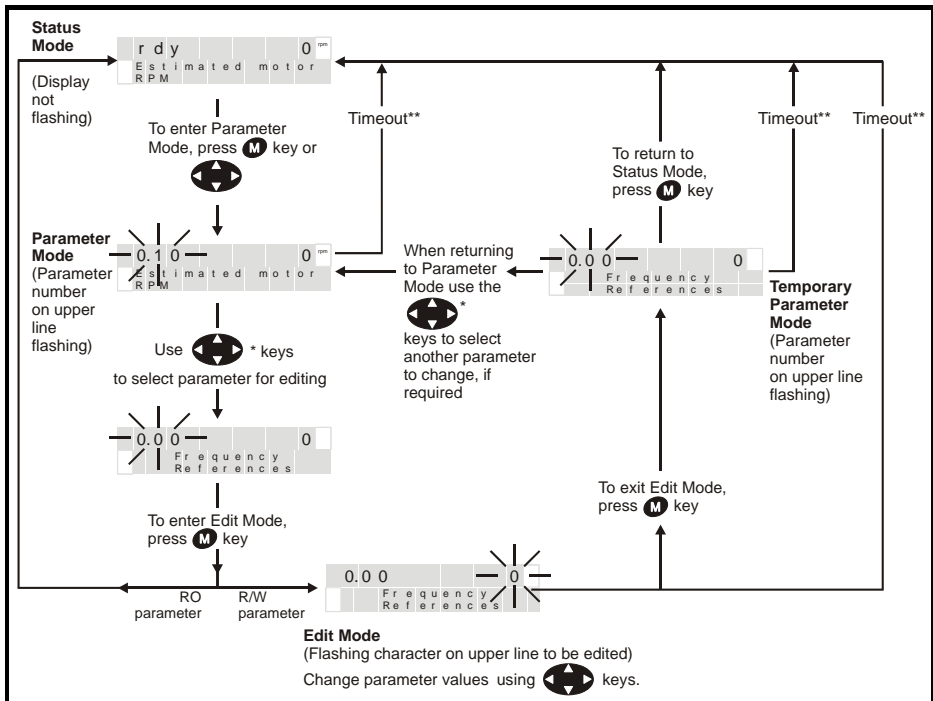 Status
Mode
(Display
not
flashing)
rdy 0 rpm
Estimated motor
RPM
To enter Parameter
Mode, press M key or
Timeout**
Timeout**
Timeout**
To return to
Status Mode,
press M key
Parameter
Mode
(Parameter
number
on upper
line
flashing)
0.10 0 rpm
Estimated motor
RPM
When returning
to Parameter
Mode use the
*
keys to select
another parameter
to change, if
required
0.00 0
Frequency
References
Temporary
Parameter
Mode
(Parameter
number
on upper line
flashing)
Use * keys
to select parameter for editing
0.00 0
Frequency
References
To enter Edit Mode,
press M key
To exit Edit Mode,
press M key
RO
parameter
R/W
parameter
0.00 0
Frequency
References
Edit Mode
(Flashing character on upper line to be edited)
Change parameter values using keys.